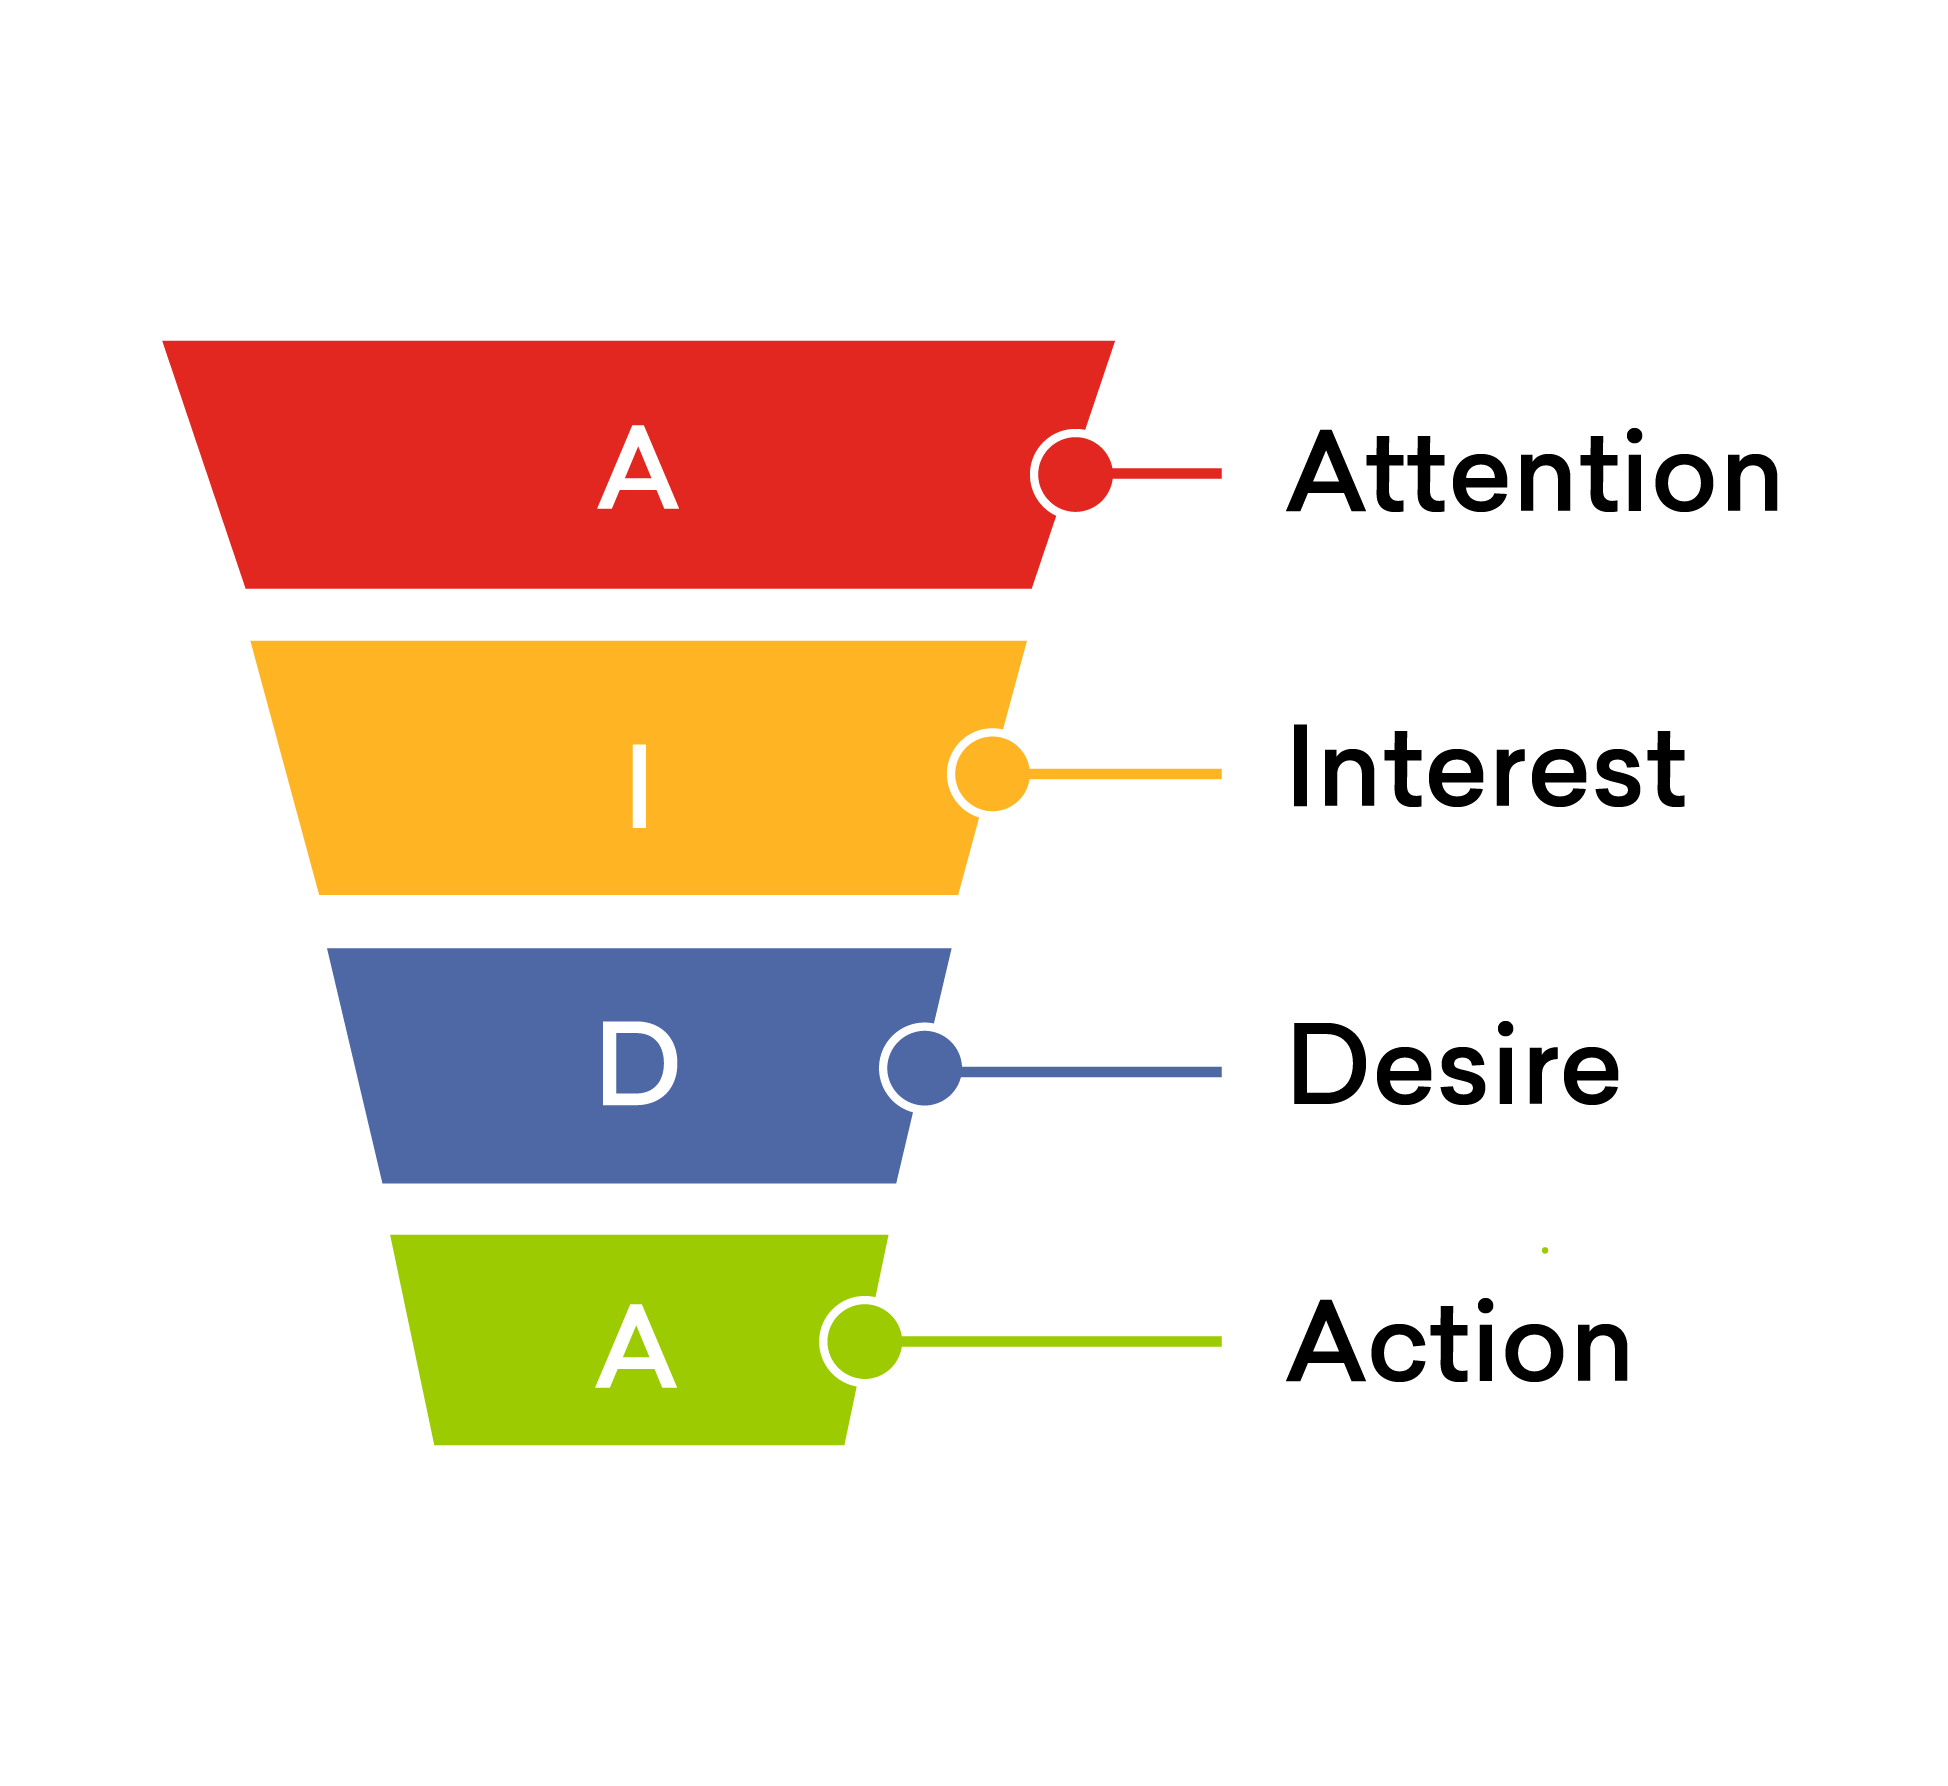 A Attention
I Interest
D Desire
A Action